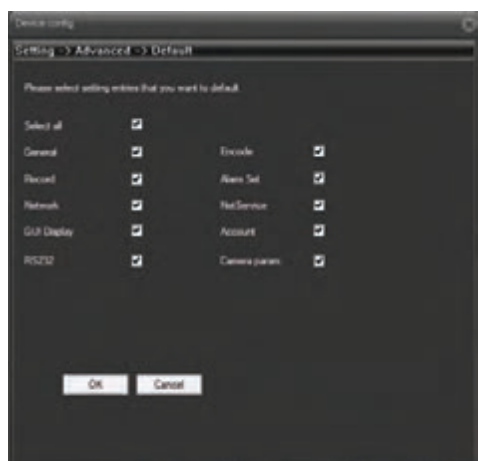 Device config
Setting -> Advanced -> Default
Please select setting entries that you want to default.
Select all
General Encode
Record Alarm Set
Network NetService
GUI Display Account
RS232 Camera param.
OK Cancel